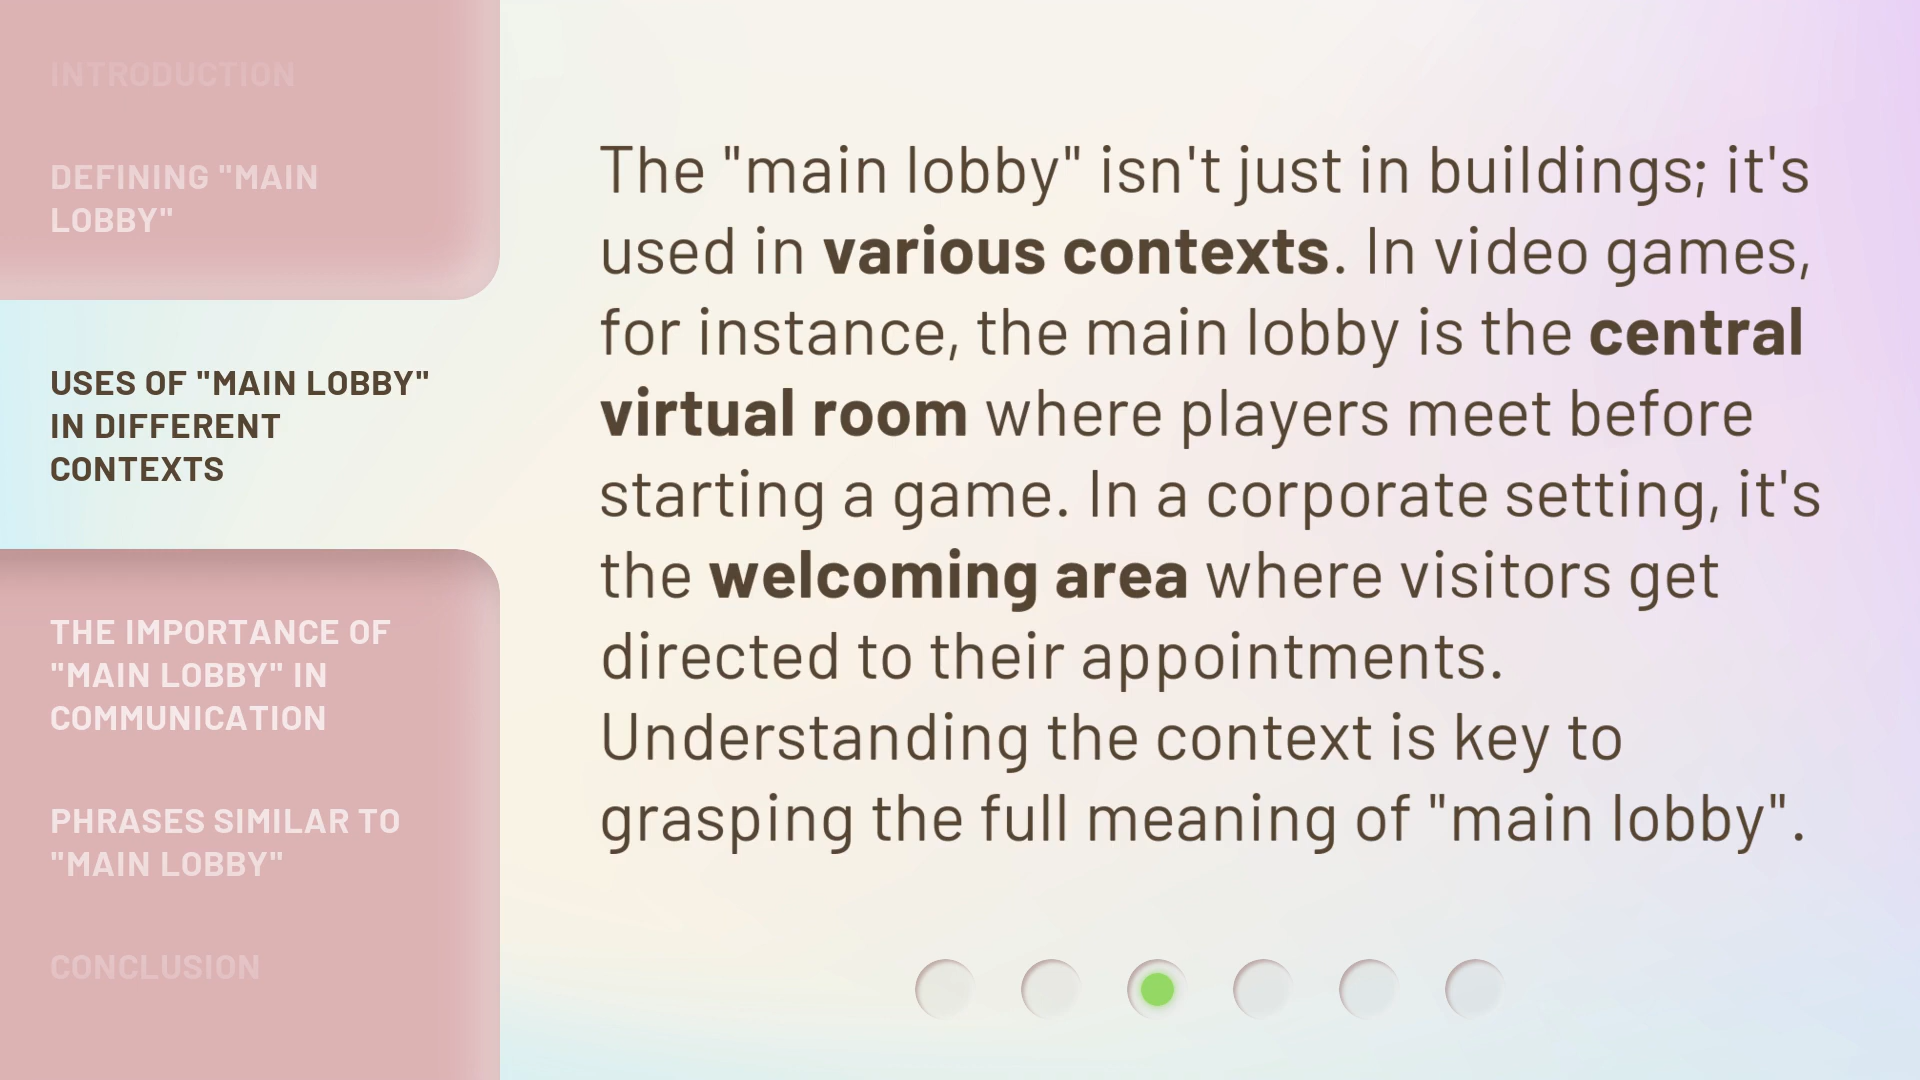 INTRODUCTION
DEFINING "MAIN
LOBBY"
USES OF "MAIN LOBBY"
IN DIFFERENT
CONTEXTS
THE IMPORTANCE OF
"MAIN LOBBY" IN
COMMUNICATION
PHRASES SIMILAR TO
"MAIN LOBBY"
CONCLUSION
The "main lobby" isn't just in buildings; it's
used in various contexts. In video games,
for instance, the main lobby is the central
virtual room where players meet before
starting a game. In a corporate setting, it's
the welcoming area where visitors get
directed to their appointments.
Understanding the context is key to
grasping the full meaning of "main lobby".